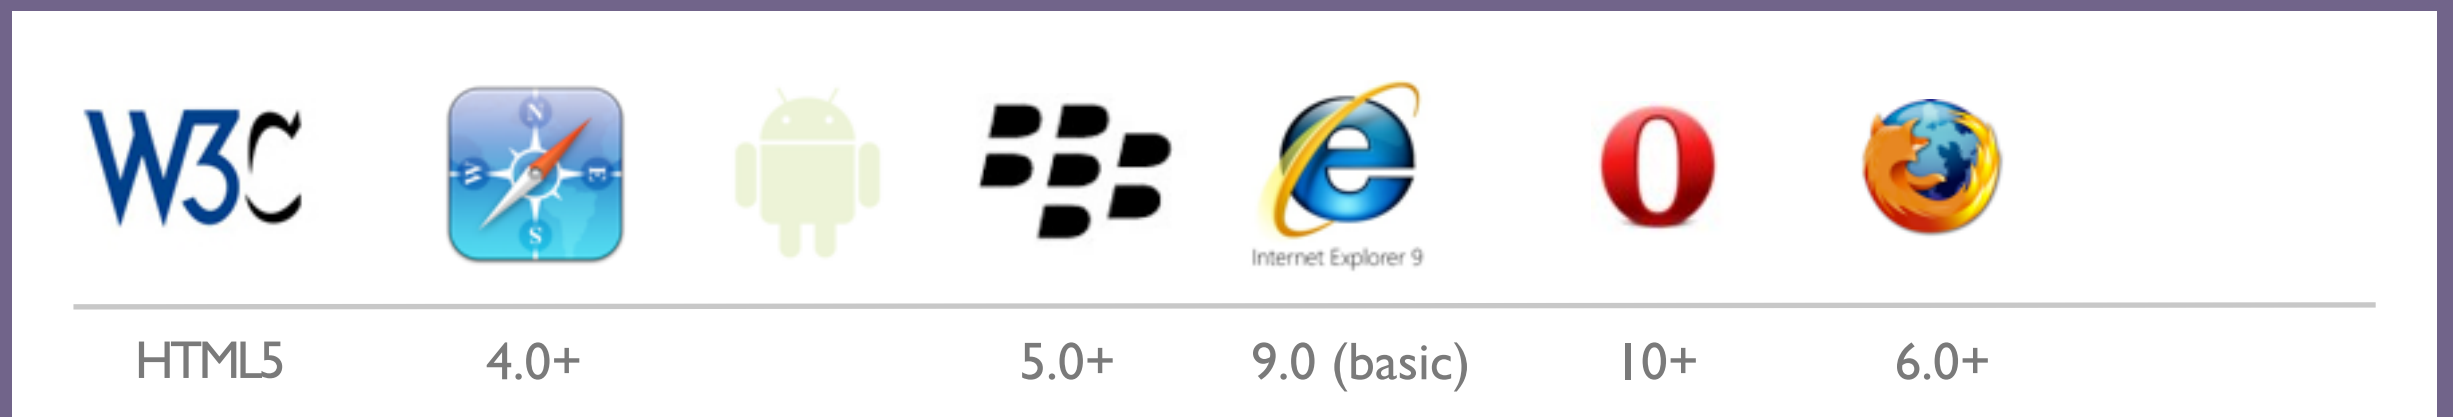 W3C
N
W
E
S
Internet Explorer 9
HTML5 4.0+ 5.0+ 9.0 (basic) 10+ 6.0+